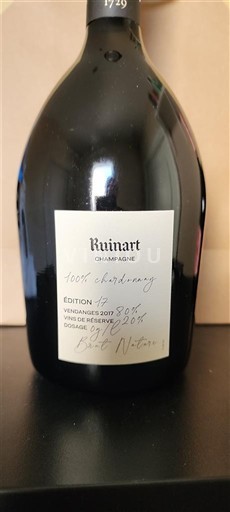 1729
Ruinart
CHAMPAGNE
100% chardonnay
ÉDITION 17
VENDANGES 2017 80%
VINS DE RÉSERVE 20%
DOSAGE 0g/L
Brut Nature